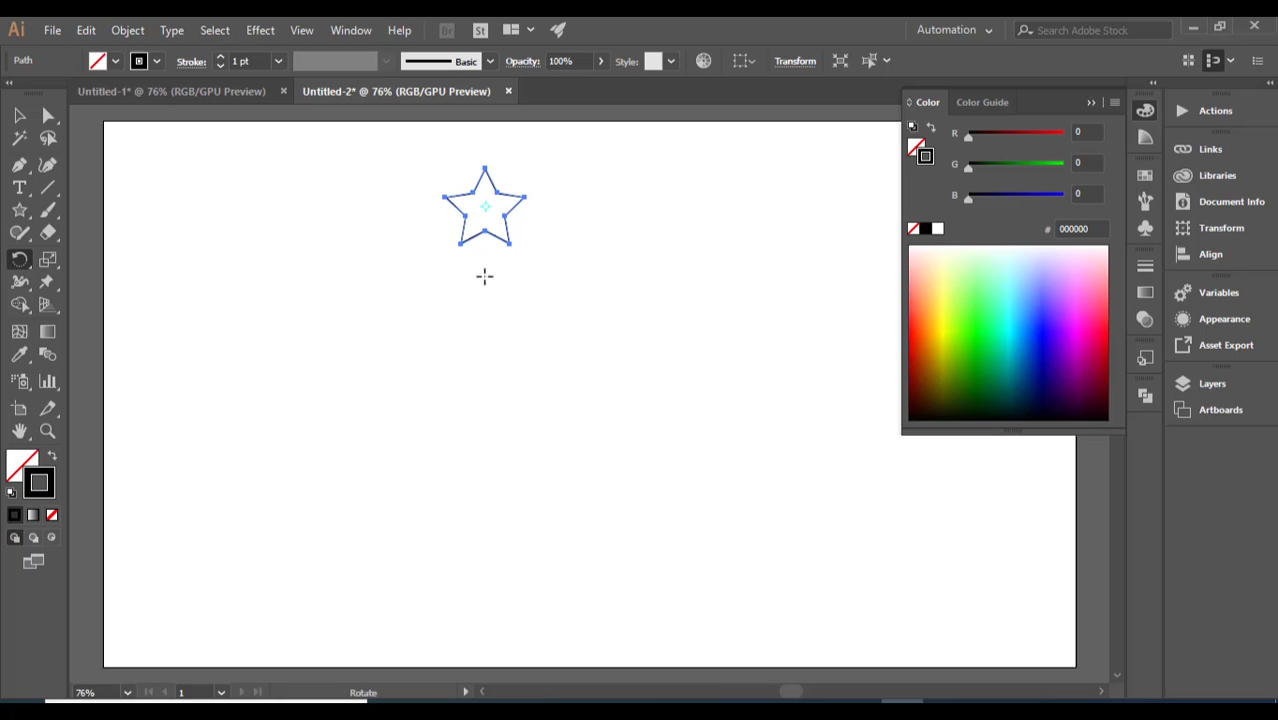 Ai File Edit Object Type Select Effect View Window Help Br St Automation Search Adobe Stock
Path Stroke: 1 pt Basic Opacity: 100% Style: Transform
Untitled-1* @ 76% (RGB/GPU Preview) Untitled-2* @ 76% (RGB/GPU Preview)
Color Color Guide
R 0
G 0
B 0
# 000000
Actions
Links
Libraries
Document Info
Transform
Align
Variables
Appearance
Asset Export
Layers
Artboards
76% 1 Rotate